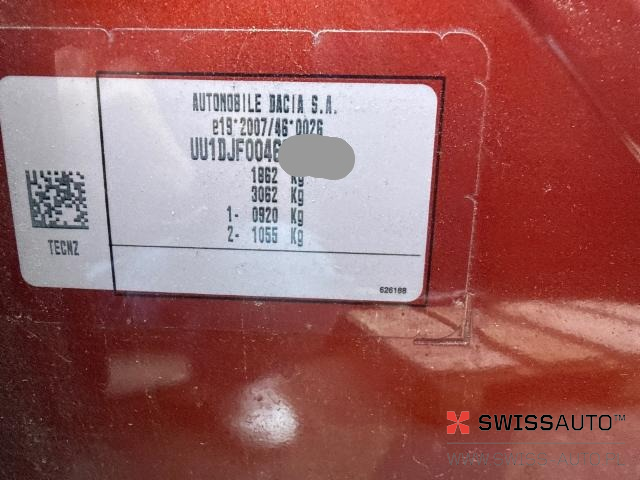 AUTOMOBILE DACIA S.A.
e19*2007/46*0026
UU1DJF0046
1862 Kg
3062 Kg
1- 0920 Kg
2- 1055 Kg
TECNZ
626188
SWISSAUTO™